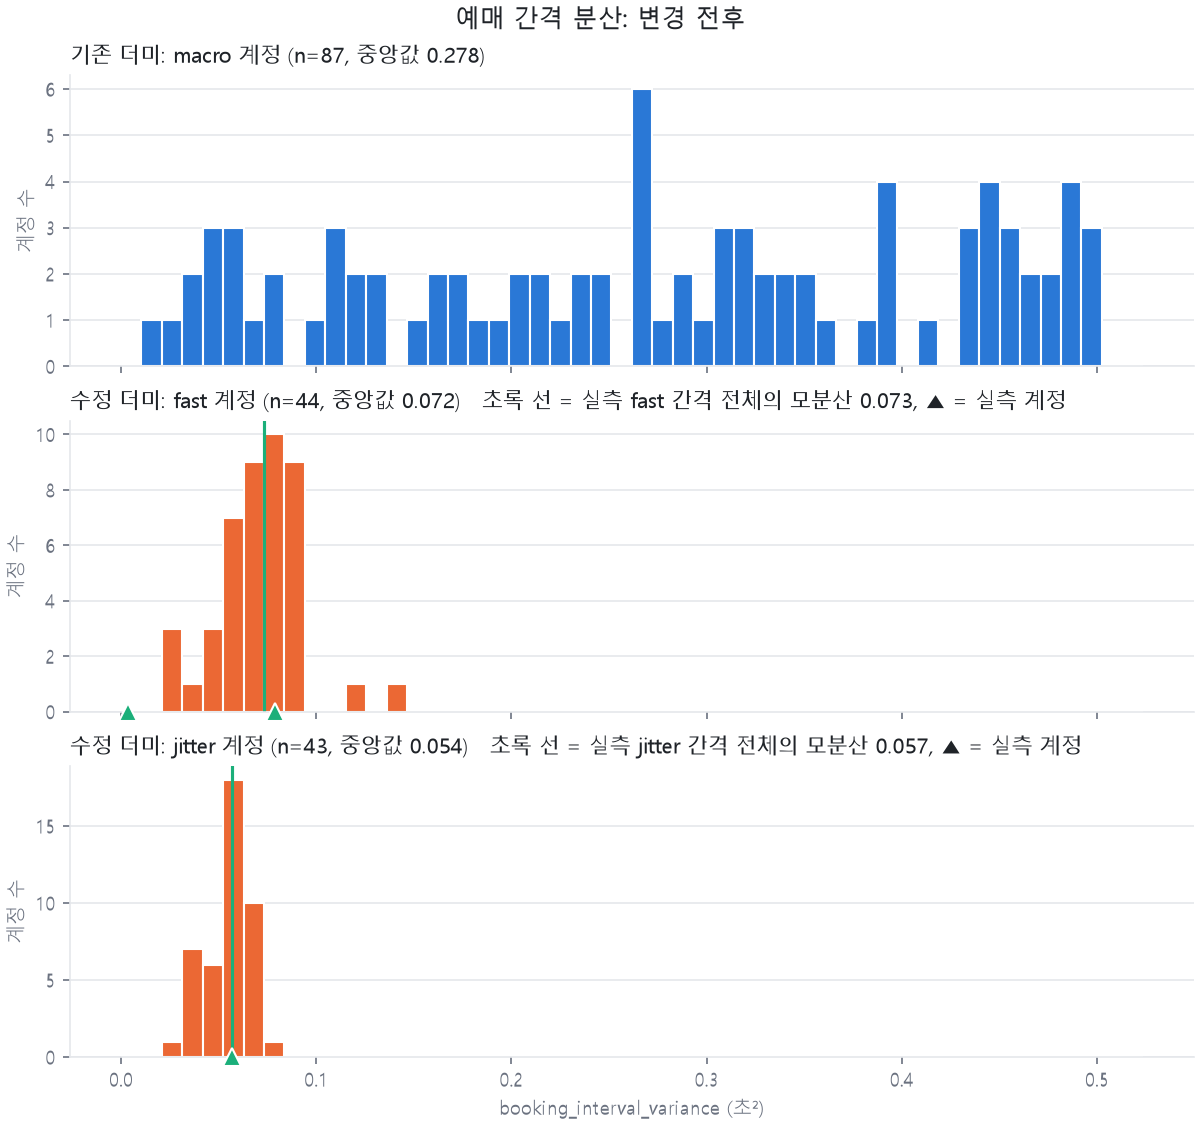 예매 간격 분산: 변경 전후
기존 더미: macro 계정 (n=87, 중앙값 0.278)
계정 수
6
5
4
3
2
1
0
수정 더미: fast 계정 (n=44, 중앙값 0.072) 초록 선 = 실측 fast 간격 전체의 모분산 0.073, ▲ = 실측 계정
계정 수
10
8
6
4
2
0
수정 더미: jitter 계정 (n=43, 중앙값 0.054) 초록 선 = 실측 jitter 간격 전체의 모분산 0.057, ▲ = 실측 계정
계정 수
15
10
5
0
0.0 0.1 0.2 0.3 0.4 0.5
booking_interval_variance (초²)